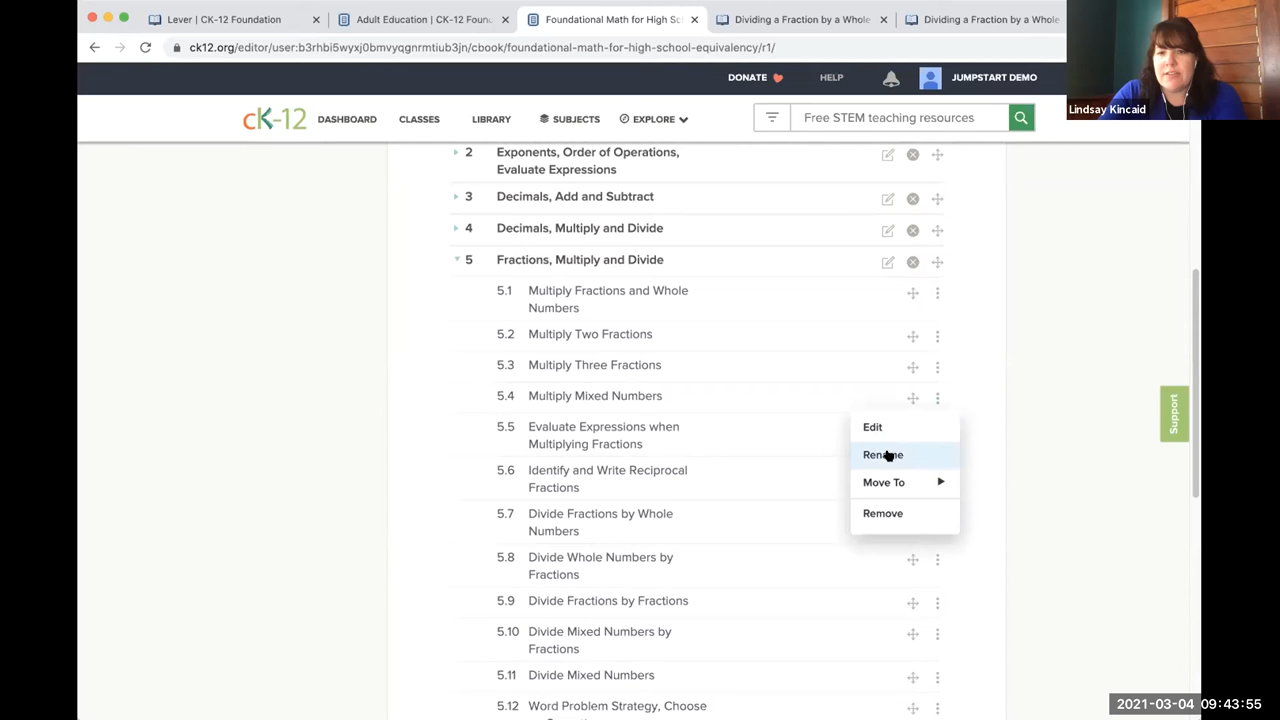 Lever | CK-12 Foundation
Adult Education | CK-12 Foun
Foundational Math for High Sc
Dividing a Fraction by a Whole
Dividing a Fraction by a Whole
ck12.org/editor/user:b3rhbi5wyxj0bmvyqgnrmtiub3jn/cbook/foundational-math-for-high-school-equivalency/r1/
Lindsay Kincaid
DONATE
HELP
JUMPSTART DEMO
cK-12
DASHBOARD
CLASSES
LIBRARY
SUBJECTS
EXPLORE
Free STEM teaching resources
2 Exponents, Order of Operations,
Evaluate Expressions
3 Decimals, Add and Subtract
4 Decimals, Multiply and Divide
5 Fractions, Multiply and Divide
5.1 Multiply Fractions and Whole
Numbers
5.2 Multiply Two Fractions
5.3 Multiply Three Fractions
5.4 Multiply Mixed Numbers
5.5 Evaluate Expressions when
Multiplying Fractions
5.6 Identify and Write Reciprocal
Fractions
5.7 Divide Fractions by Whole
Numbers
5.8 Divide Whole Numbers by
Fractions
5.9 Divide Fractions by Fractions
5.10 Divide Mixed Numbers by
Fractions
5.11 Divide Mixed Numbers
5.12 Word Problem Strategy, Choose
Edit
Rename
Move To
Remove
Support
2021-03-04 09:43:55